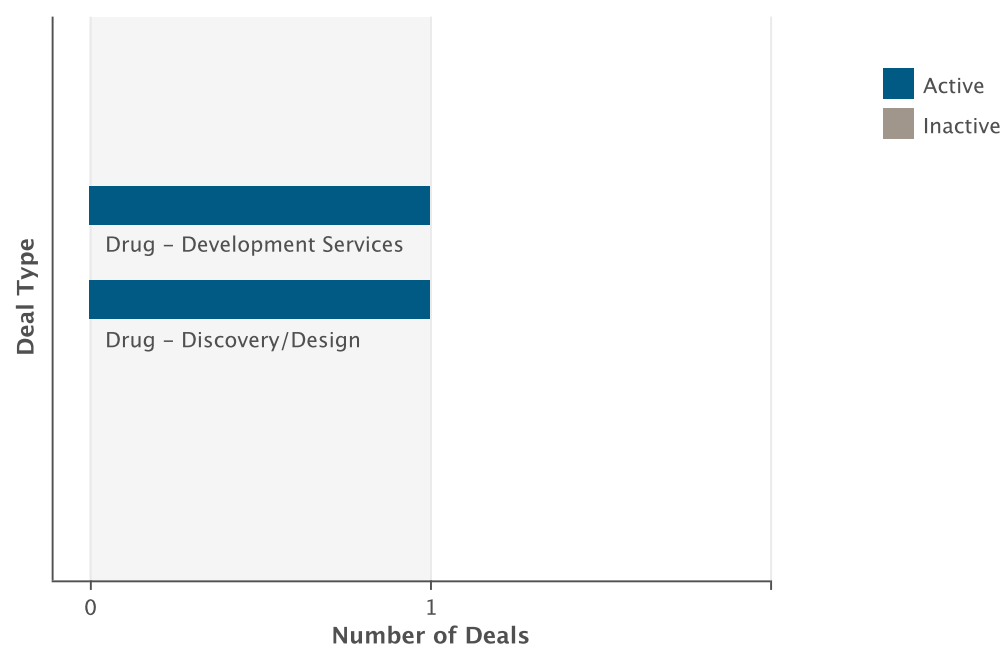 Active
Inactive
Deal Type
Drug – Development Services
Drug – Discovery/Design
0
1
Number of Deals